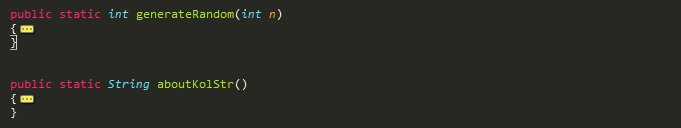 public static int generateRandom(int n)
{
}
public static String aboutKolStr()
{
}